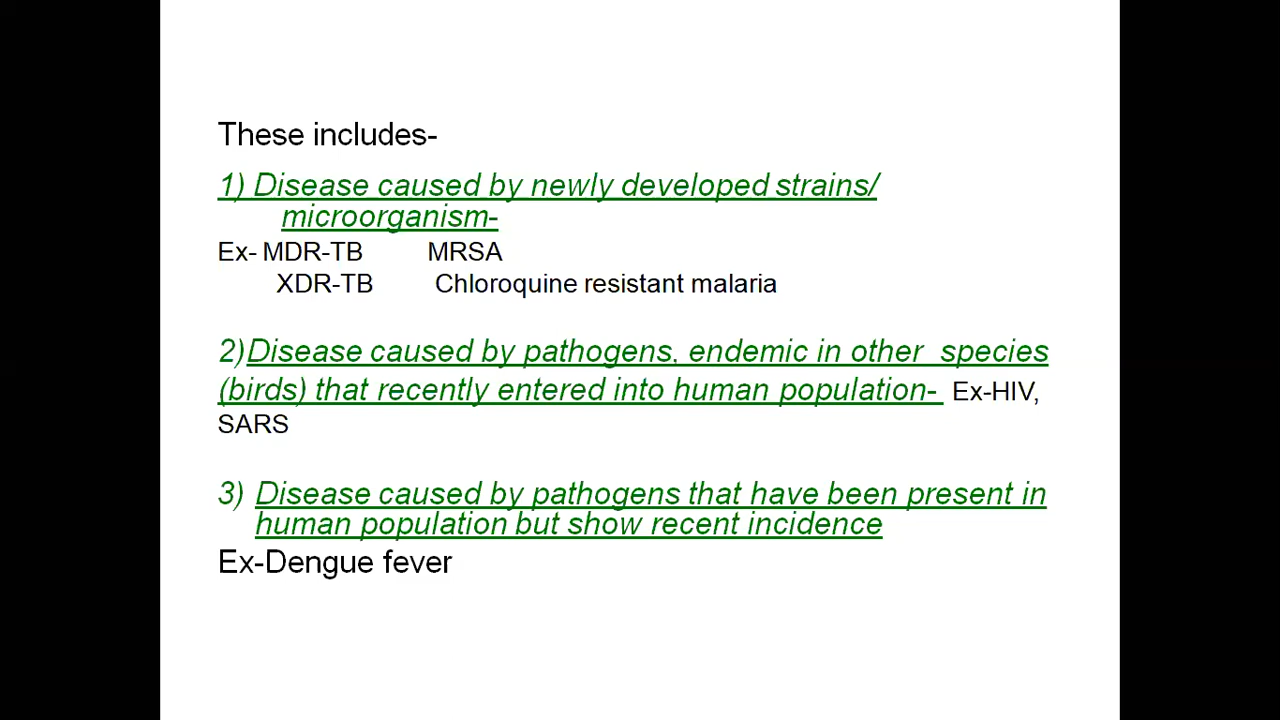 These includes-
1) Disease caused by newly developed strains/
microorganism-
Ex- MDR-TB MRSA
XDR-TB Chloroquine resistant malaria
2)Disease caused by pathogens, endemic in other species
(birds) that recently entered into human population- Ex-HIV,
SARS
3) Disease caused by pathogens that have been present in
human population but show recent incidence
Ex-Dengue fever